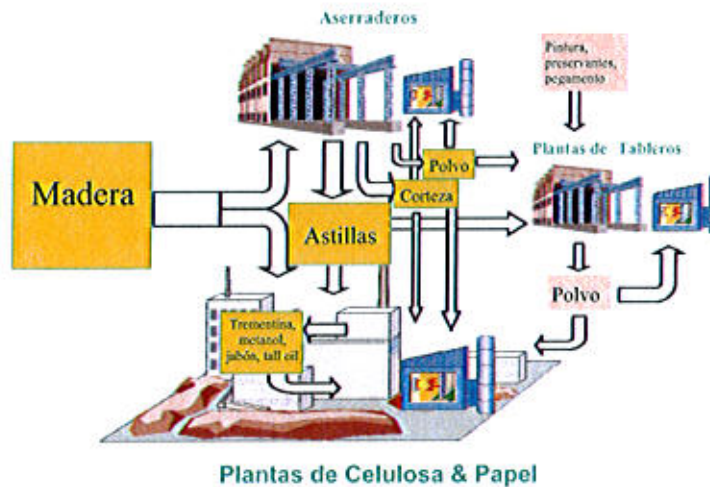 Aserraderos
Pintura,
preservantes,
pegamento
Plantas de Tableros
Madera
Polvo
Corteza
Astillas
Polvo
Trementina,
metanol,
jabón, tall oil
Plantas de Celulosa & Papel